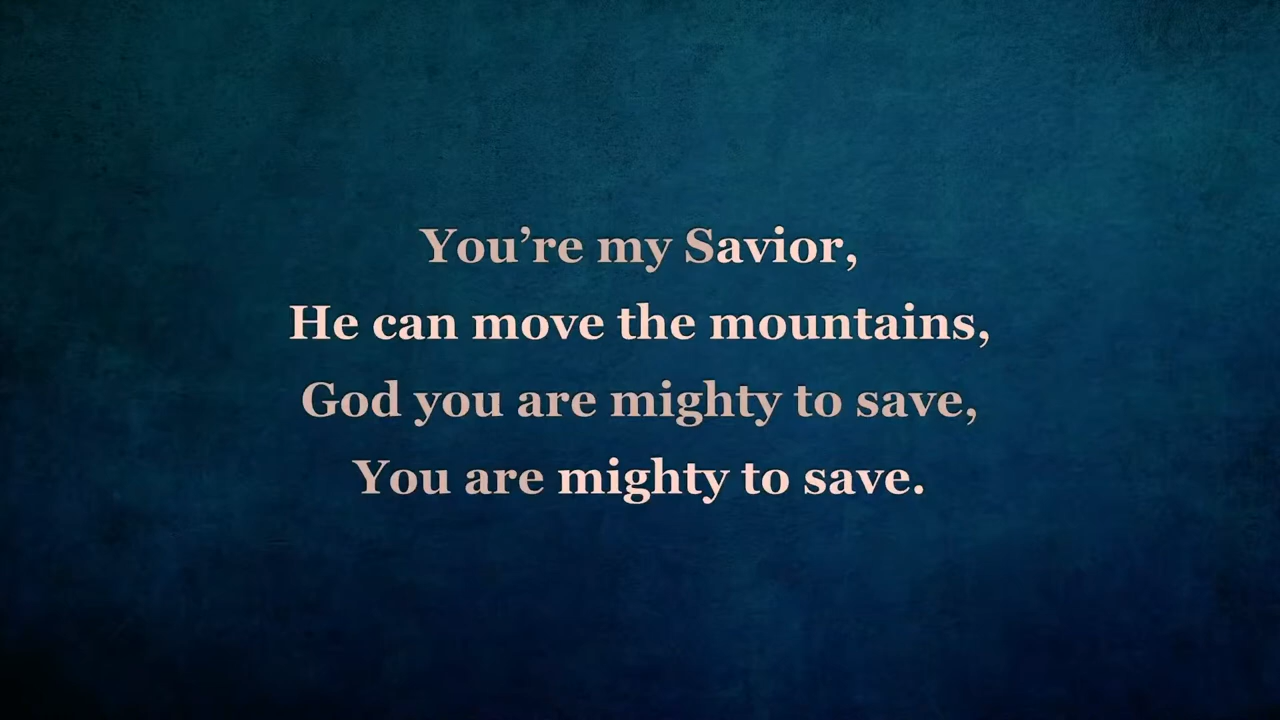 You’re my Savior,
He can move the mountains,
God you are mighty to save,
You are mighty to save.